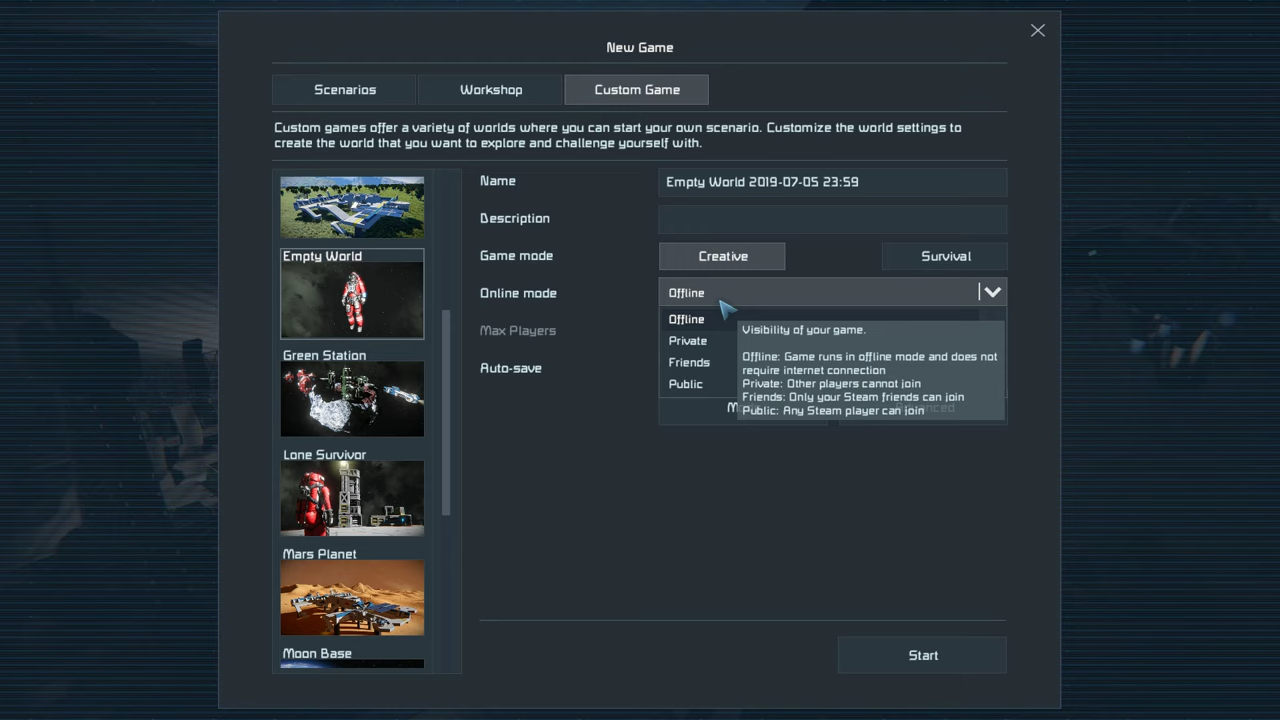 New Game
Scenarios
Workshop
Custom Game
Custom games offer a variety of worlds where you can start your own scenario. Customize the world settings to
create the world that you want to explore and challenge yourself with.
Empty World
Green Station
Lone Survivor
Mars Planet
Moon Base
Name
Empty World 2019-07-05 23:59
Description
Game mode
Creative
Survival
Online mode
Offline
Max Players
Auto-save
Offline
Private
Friends
Public
Visibility of your game.
Offline: Game runs in offline mode and does not
require internet connection
Private: Other players cannot join
Friends: Only your Steam friends can join
Public: Any Steam player can join
Start